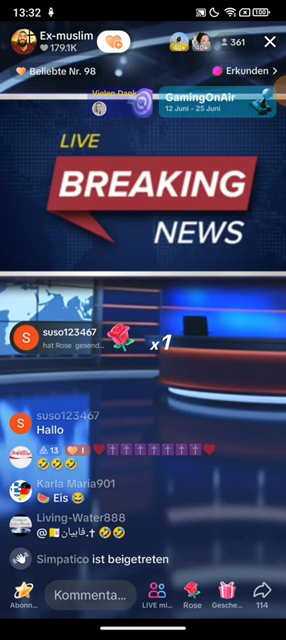 13:32
100
Ex-muslim
179.1K
40+
361
Beliebte Nr. 98
Erkunden >
Vielen Dank
GamingOnAir
12 Juni - 25 Juni
LIVE
BREAKING
NEWS
S
suso123467
hat Rose gesend...
x1
S
suso123467
Hallo
13
I
Karla Maria901
Eis
Living-Water888
@
فابيان
Simpatico ist beigetreten
Abonn...
Kommenta...
LIVE mi...
Rose
Gesche...
114